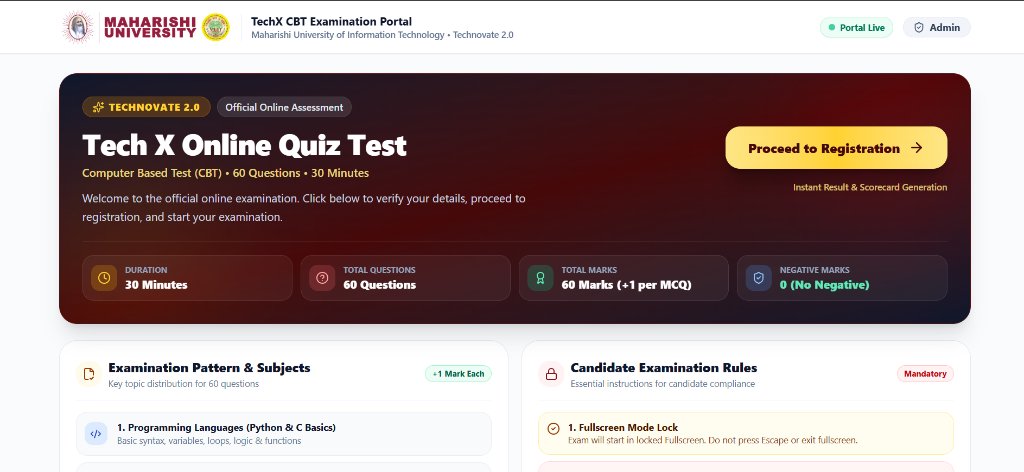 MAHARISHI
UNIVERSITY
TechX CBT Examination Portal
Maharishi University of Information Technology • Technovate 2.0
Portal Live
Admin
TECHNOVATE 2.0
Official Online Assessment
Tech X Online Quiz Test
Computer Based Test (CBT) • 60 Questions • 30 Minutes
Welcome to the official online examination. Click below to verify your details, proceed to
registration, and start your examination.
Proceed to Registration →
Instant Result & Scorecard Generation
DURATION
30 Minutes
TOTAL QUESTIONS
60 Questions
TOTAL MARKS
60 Marks (+1 per MCQ)
NEGATIVE MARKS
0 (No Negative)
Examination Pattern & Subjects
Key topic distribution for 60 questions
+1 Mark Each
1. Programming Languages (Python & C Basics)
Basic syntax, variables, loops, logic & functions
Candidate Examination Rules
Essential instructions for candidate compliance
Mandatory
1. Fullscreen Mode Lock
Exam will start in locked Fullscreen. Do not press Escape or exit fullscreen.